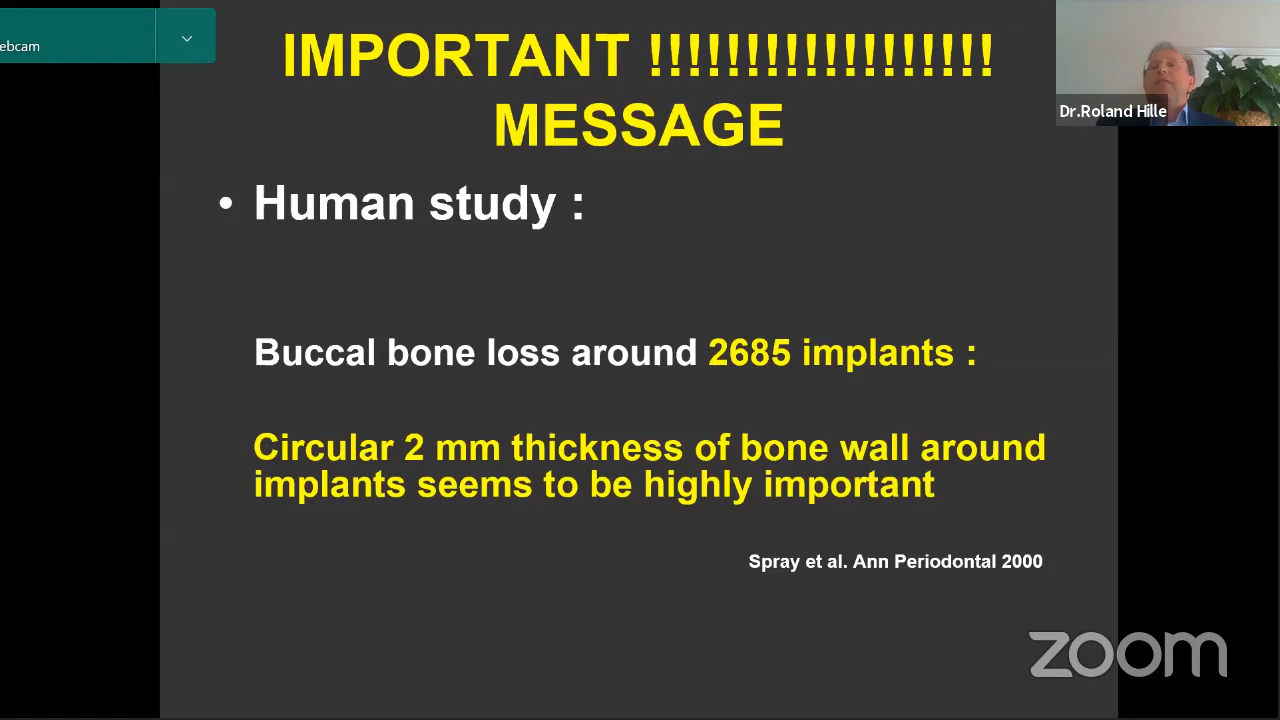 ebcam
IMPORTANT !!!!!!!!!!!!!!!!!!
MESSAGE
Dr.Roland Hille
• Human study :
Buccal bone loss around 2685 implants :
Circular 2 mm thickness of bone wall around
implants seems to be highly important
Spray et al. Ann Periodontal 2000
zoom